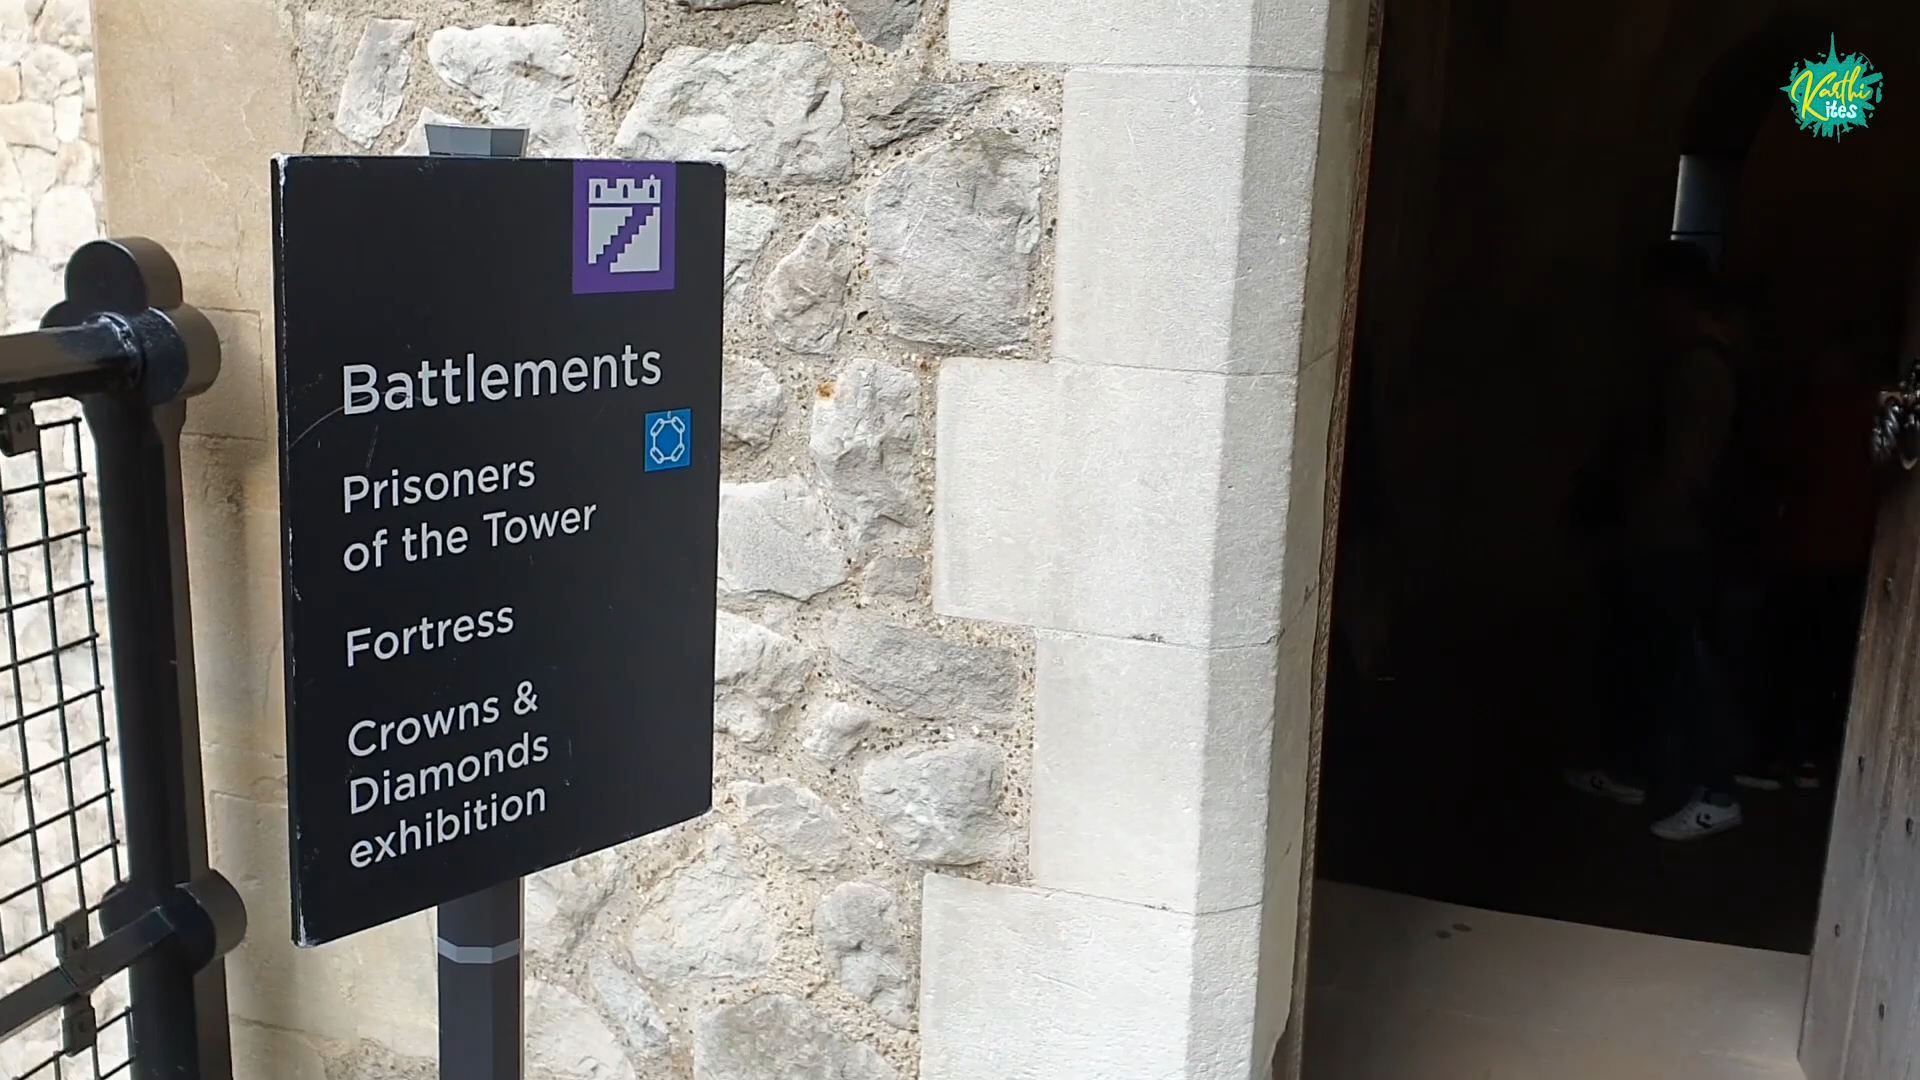 Karthi
Kites
Battlements
Prisoners
of the Tower
Fortress
Crowns &
Diamonds
exhibition